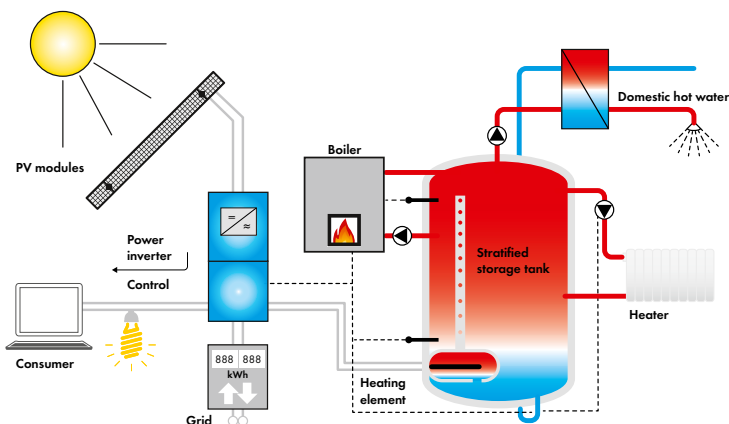 PV modules
Power
inverter
Control
Consumer
888 888
kWh
Grid
Boiler
Heating
element
Stratified
storage tank
Domestic hot water
Heater